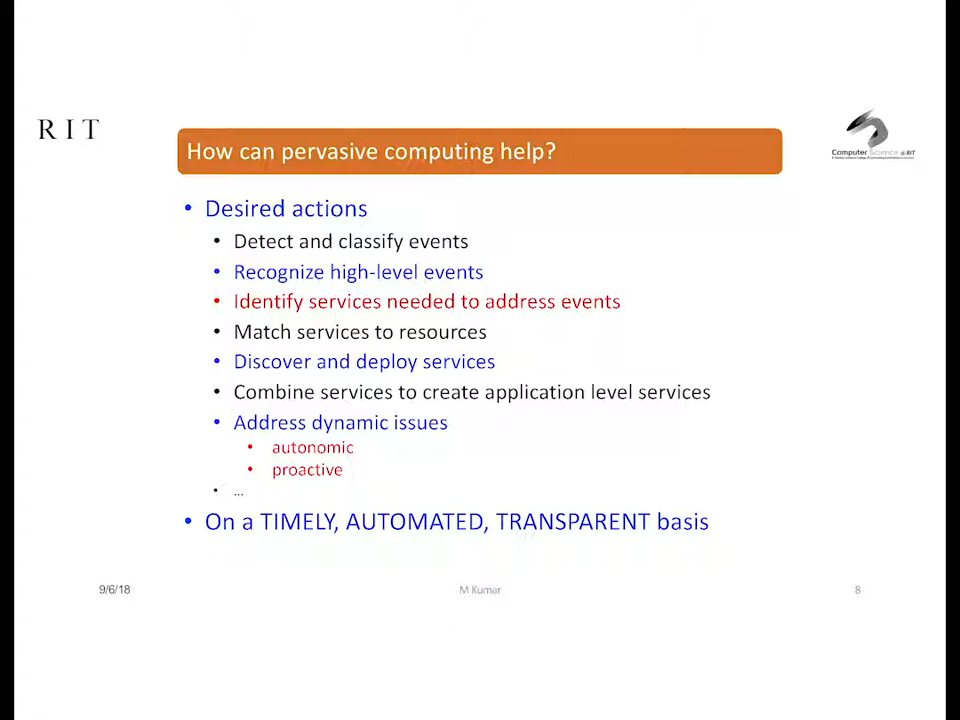 R I T
How can pervasive computing help?
Computer Science @ RIT
• Desired actions
• Detect and classify events
• Recognize high-level events
• Identify services needed to address events
• Match services to resources
• Discover and deploy services
• Combine services to create application level services
• Address dynamic issues
• autonomic
• proactive
• ...
• On a TIMELY, AUTOMATED, TRANSPARENT basis
9/6/18
M Kumar
8